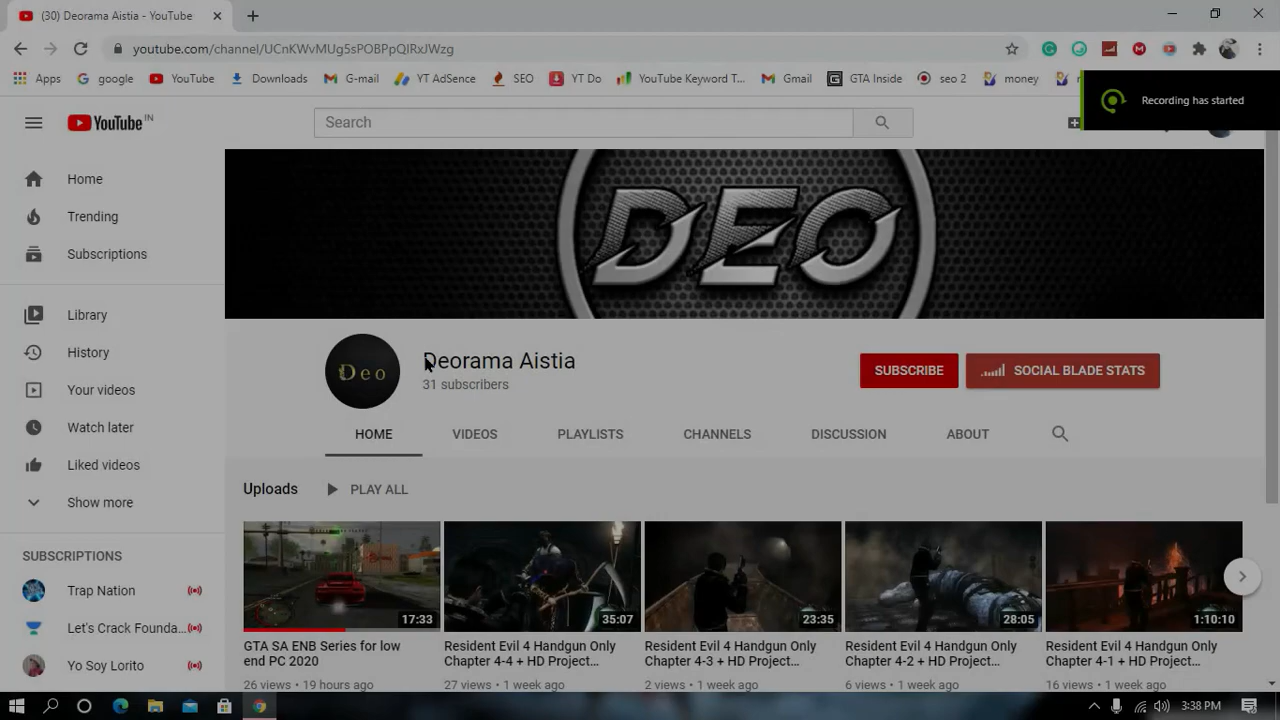 (30) Deorama Aistia - YouTube
youtube.com/channel/UCnKWvMUg5sPOBPpQIRxJWzg
Apps google YouTube Downloads G-mail YT AdSence SEO YT Do YouTube Keyword T... Gmail GTA Inside seo 2 money
Recording has started
YouTube IN
Search
Home
Trending
Subscriptions
Library
History
Your videos
Watch later
Liked videos
Show more
SUBSCRIPTIONS
Trap Nation
Let's Crack Founda...
Yo Soy Lorito
DEO
Deo
Deorama Aistia
31 subscribers
SUBSCRIBE
SOCIAL BLADE STATS
HOME VIDEOS PLAYLISTS CHANNELS DISCUSSION ABOUT
Uploads PLAY ALL
17:33 35:07 23:35 28:05 1:10:10
GTA SA ENB Series for low
end PC 2020
26 views • 19 hours ago
Resident Evil 4 Handgun Only
Chapter 4-4 + HD Project...
27 views • 1 week ago
Resident Evil 4 Handgun Only
Chapter 4-3 + HD Project...
2 views • 1 week ago
Resident Evil 4 Handgun Only
Chapter 4-2 + HD Project...
6 views • 1 week ago
Resident Evil 4 Handgun Only
Chapter 4-1 + HD Project...
16 views • 1 week ago
3:38 PM